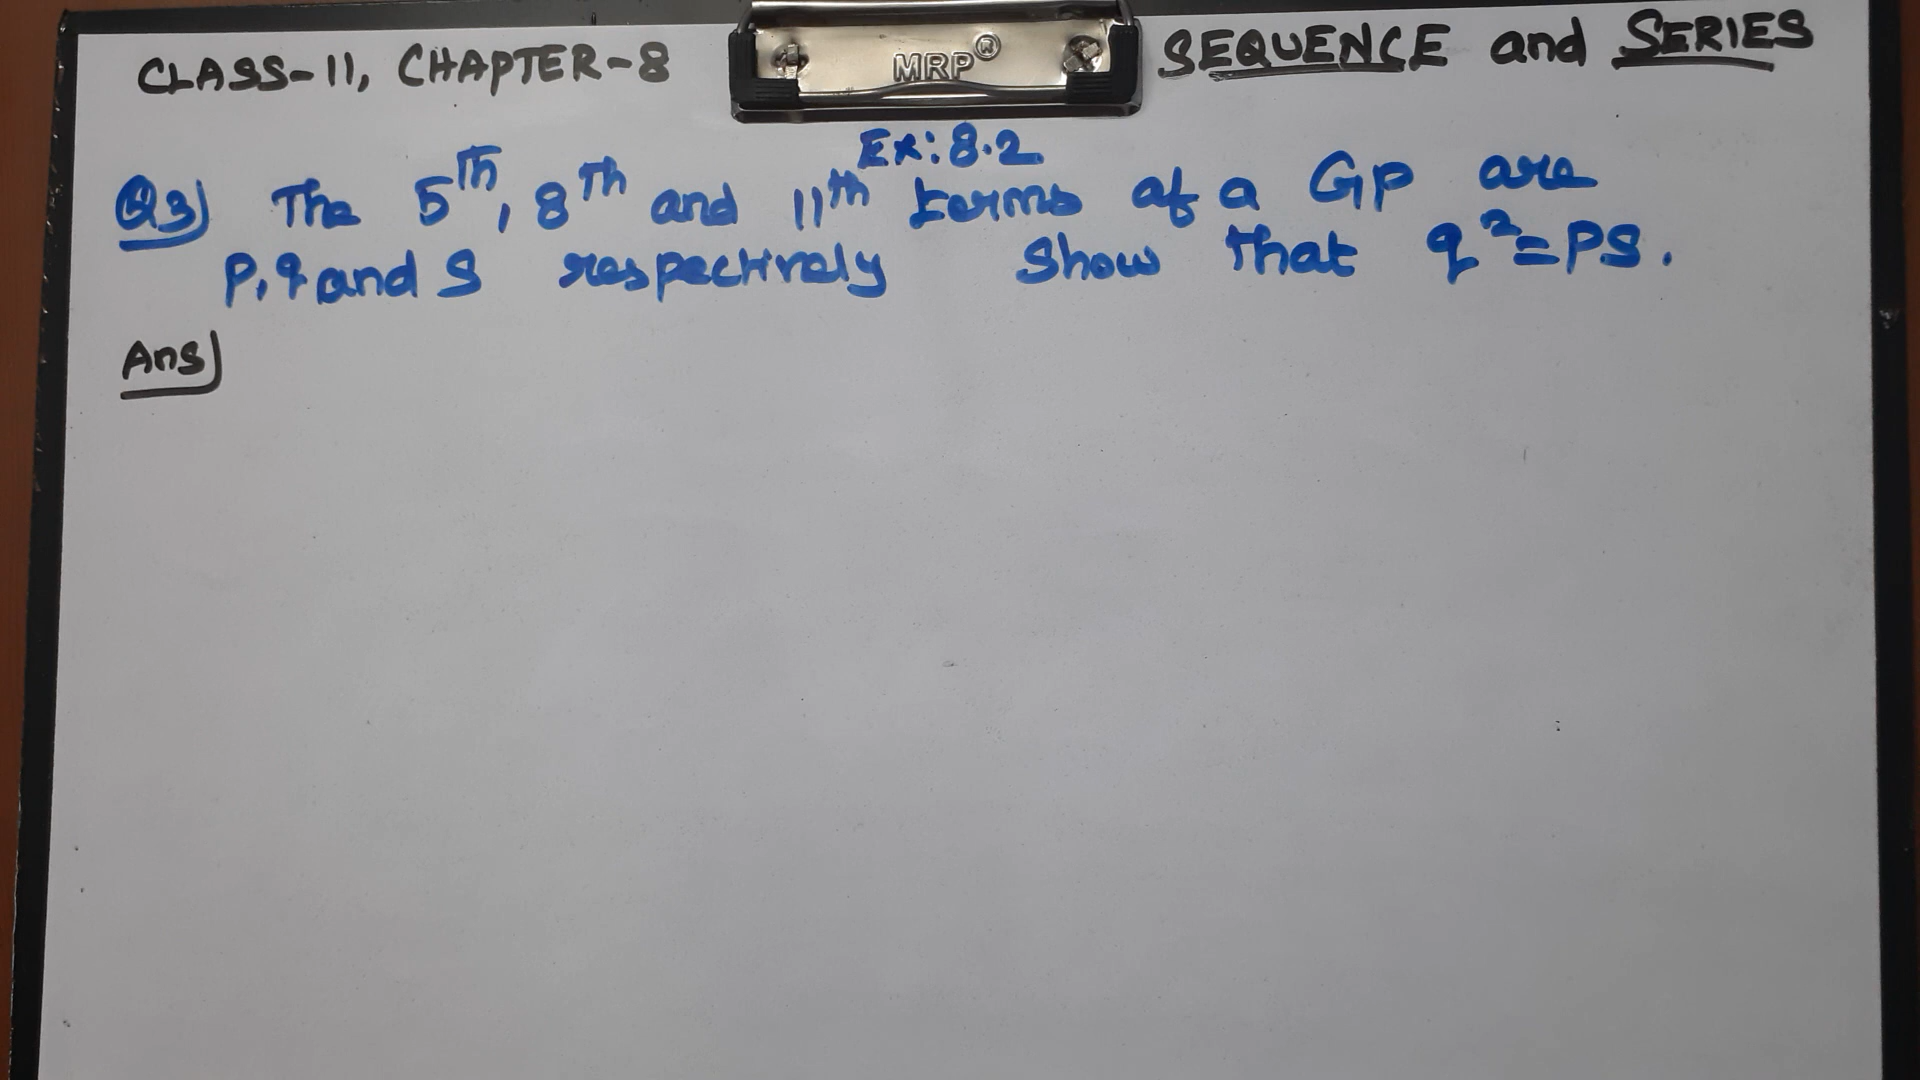 CLASS-11, CHAPTER-8
MRP®
SEQUENCE and SERIES
Ex: 8.2
Q3) The 5th, 8th and 11th terms of a GP are
P, q and S respectively Show that q²=PS.
Ans)